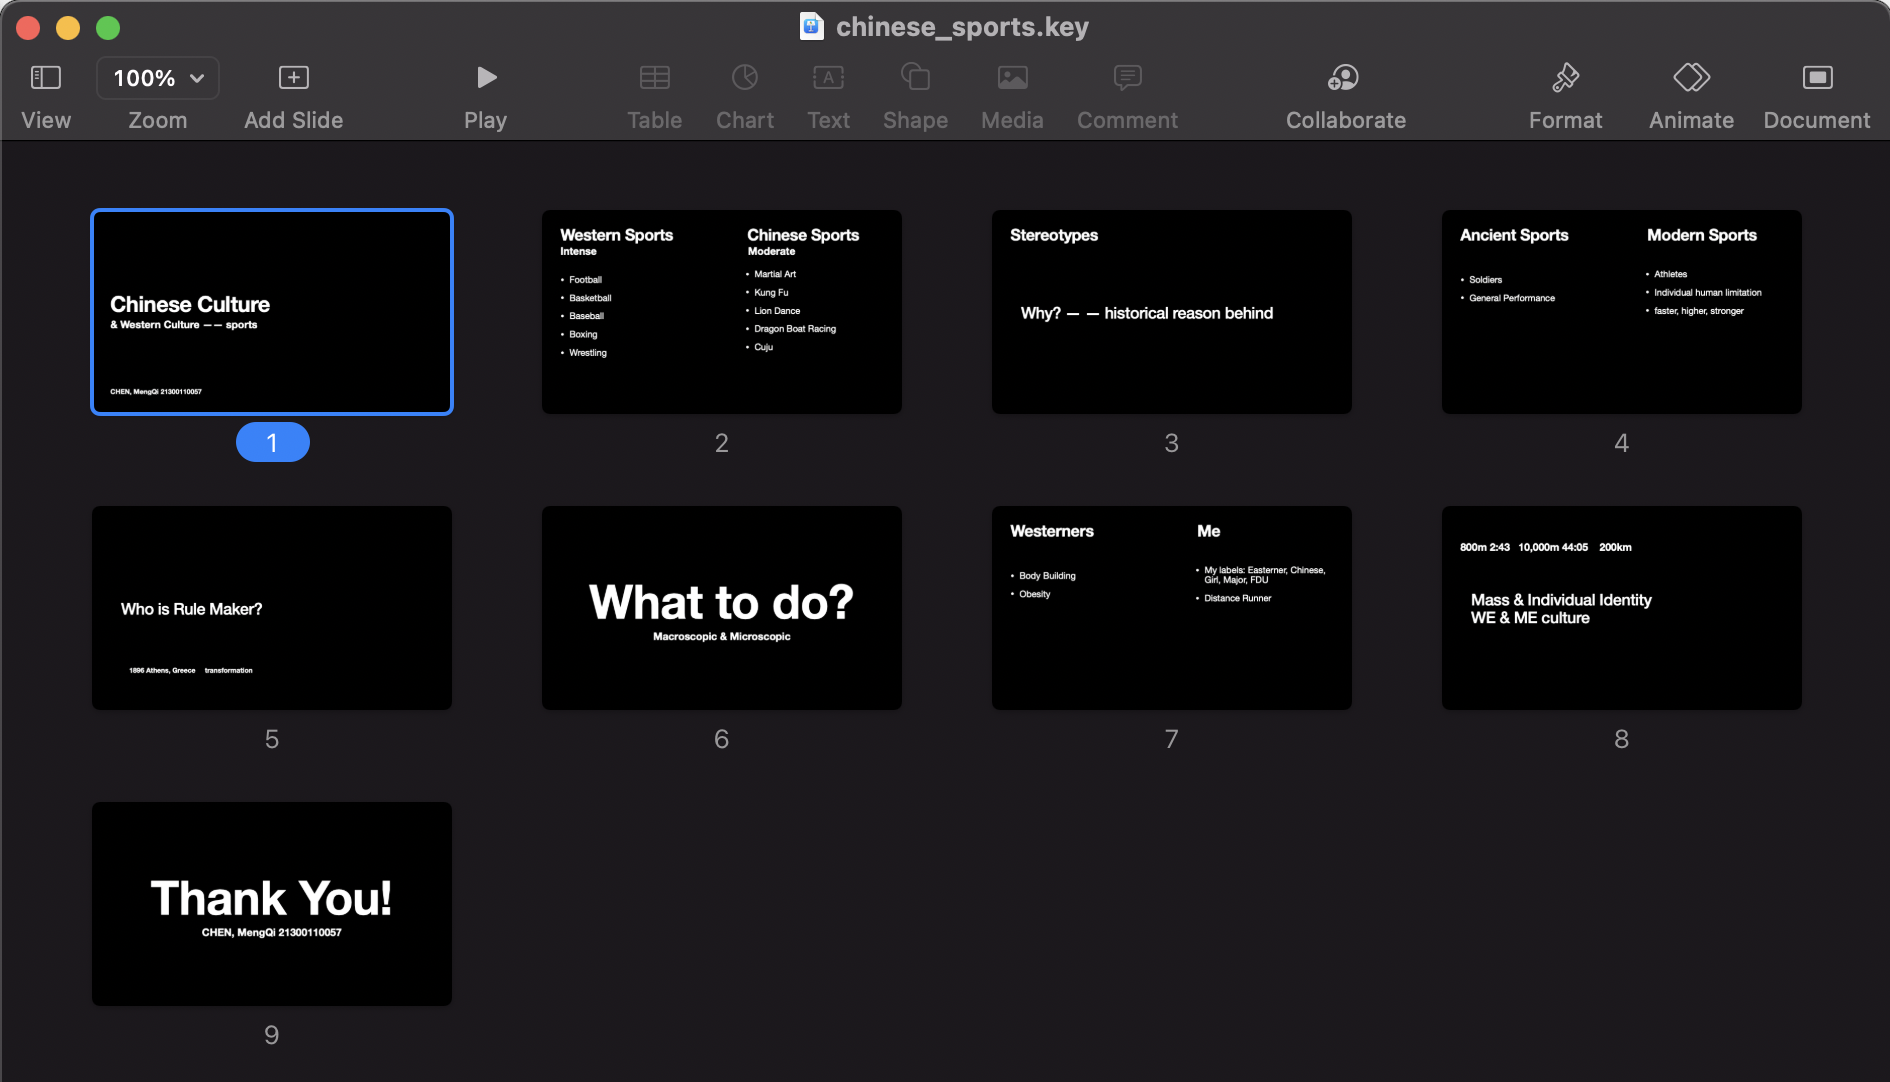 chinese_sports.key
100%
View
Zoom
Add Slide
Play
Table
Chart
Text
Shape
Media
Comment
Collaborate
Format
Animate
Document
Chinese Culture
& Western Culture —— sports
CHEN, MengQi 21300110057
1
Western Sports
Intense
• Football
• Basketball
• Baseball
• Boxing
• Wrestling
Chinese Sports
Moderate
• Martial Art
• Kung Fu
• Lion Dance
• Dragon Boat Racing
• Cuju
2
Stereotypes
Why? — — historical reason behind
3
Ancient Sports
• Soldiers
• General Performance
Modern Sports
• Athletes
• Individual human limitation
• faster, higher, stronger
4
Who is Rule Maker?
1896 Athens, Greece transformation
5
What to do?
Macroscopic & Microscopic
6
Westerners
• Body Building
• Obesity
Me
• My labels: Easterner, Chinese,
Girl, Major, FDU
• Distance Runner
7
800m 2:43 10,000m 44:05 200km
Mass & Individual Identity
WE & ME culture
8
Thank You!
CHEN, MengQi 21300110057
9